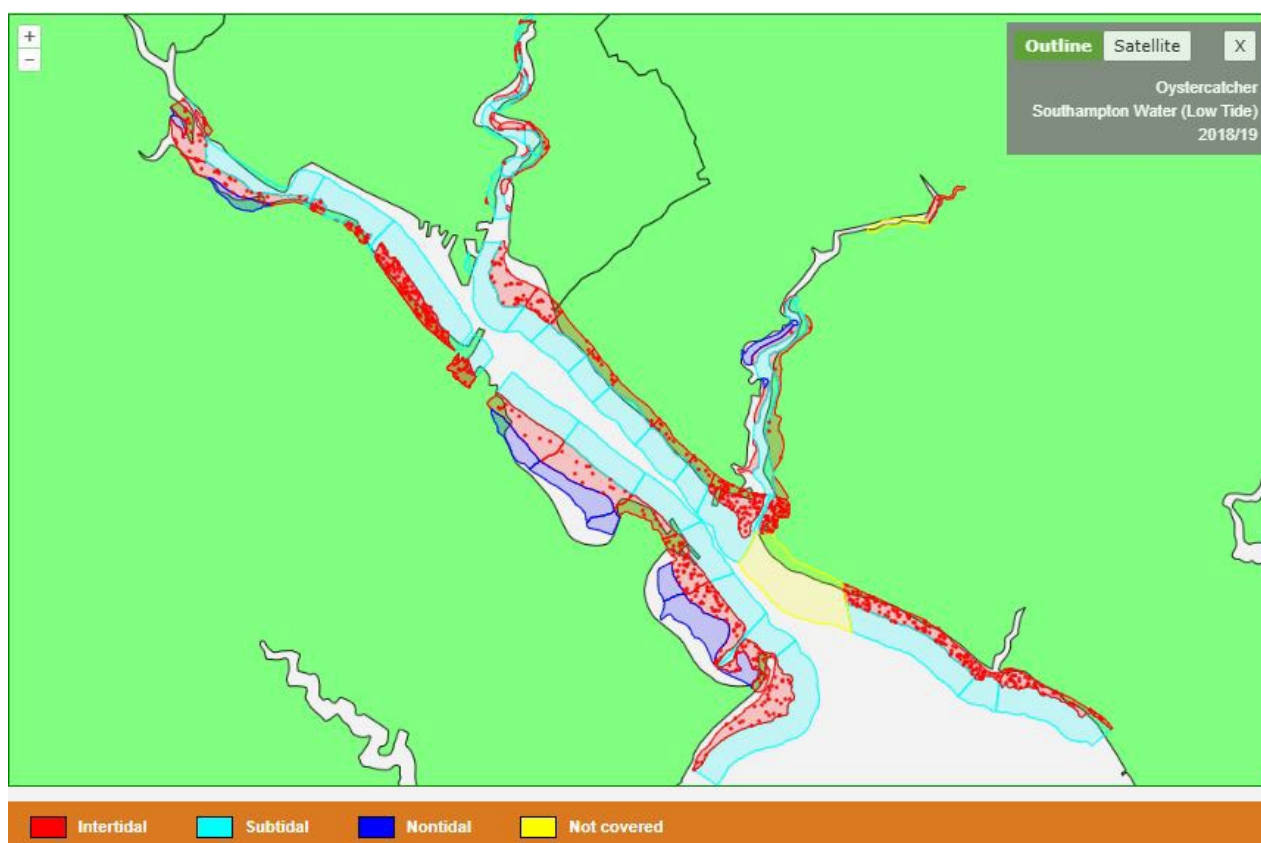 +
−
Outline Satellite X
Oystercatcher
Southampton Water (Low Tide)
2018/19
Intertidal Subtidal Nontidal Not covered